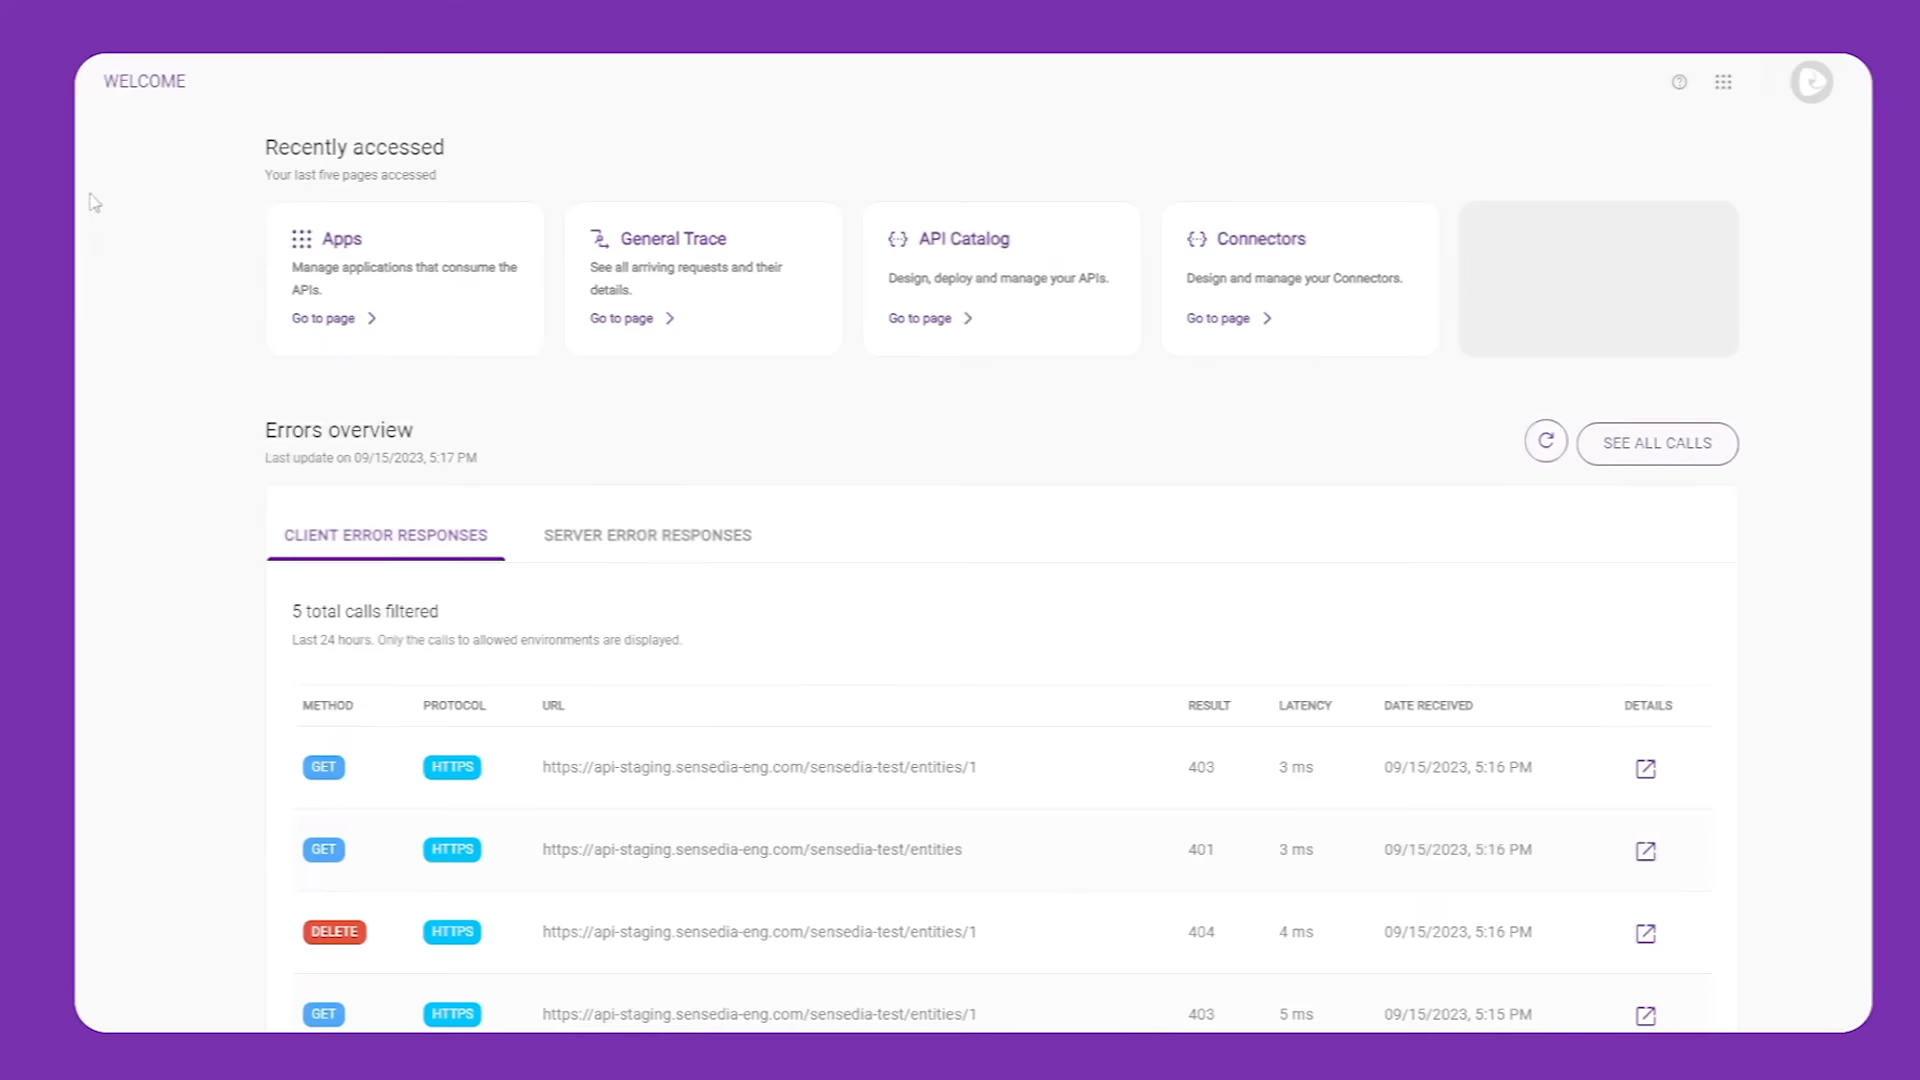 WELCOME
Recently accessed
Your last five pages accessed
Apps
Manage applications that consume the
APIs.
Go to page
General Trace
See all arriving requests and their
details.
Go to page
API Catalog
Design, deploy and manage your APIs.
Go to page
Connectors
Design and manage your Connectors.
Go to page
Errors overview
Last update on 09/15/2023, 5:17 PM
SEE ALL CALLS
CLIENT ERROR RESPONSES SERVER ERROR RESPONSES
5 total calls filtered
Last 24 hours. Only the calls to allowed environments are displayed.
METHOD PROTOCOL URL RESULT LATENCY DATE RECEIVED DETAILS
GET HTTPS https://api-staging.sensedia-eng.com/sensedia-test/entities/1 403 3 ms 09/15/2023, 5:16 PM
GET HTTPS https://api-staging.sensedia-eng.com/sensedia-test/entities 401 3 ms 09/15/2023, 5:16 PM
DELETE HTTPS https://api-staging.sensedia-eng.com/sensedia-test/entities/1 404 4 ms 09/15/2023, 5:16 PM
GET HTTPS https://api-staging.sensedia-eng.com/sensedia-test/entities/1 403 5 ms 09/15/2023, 5:15 PM